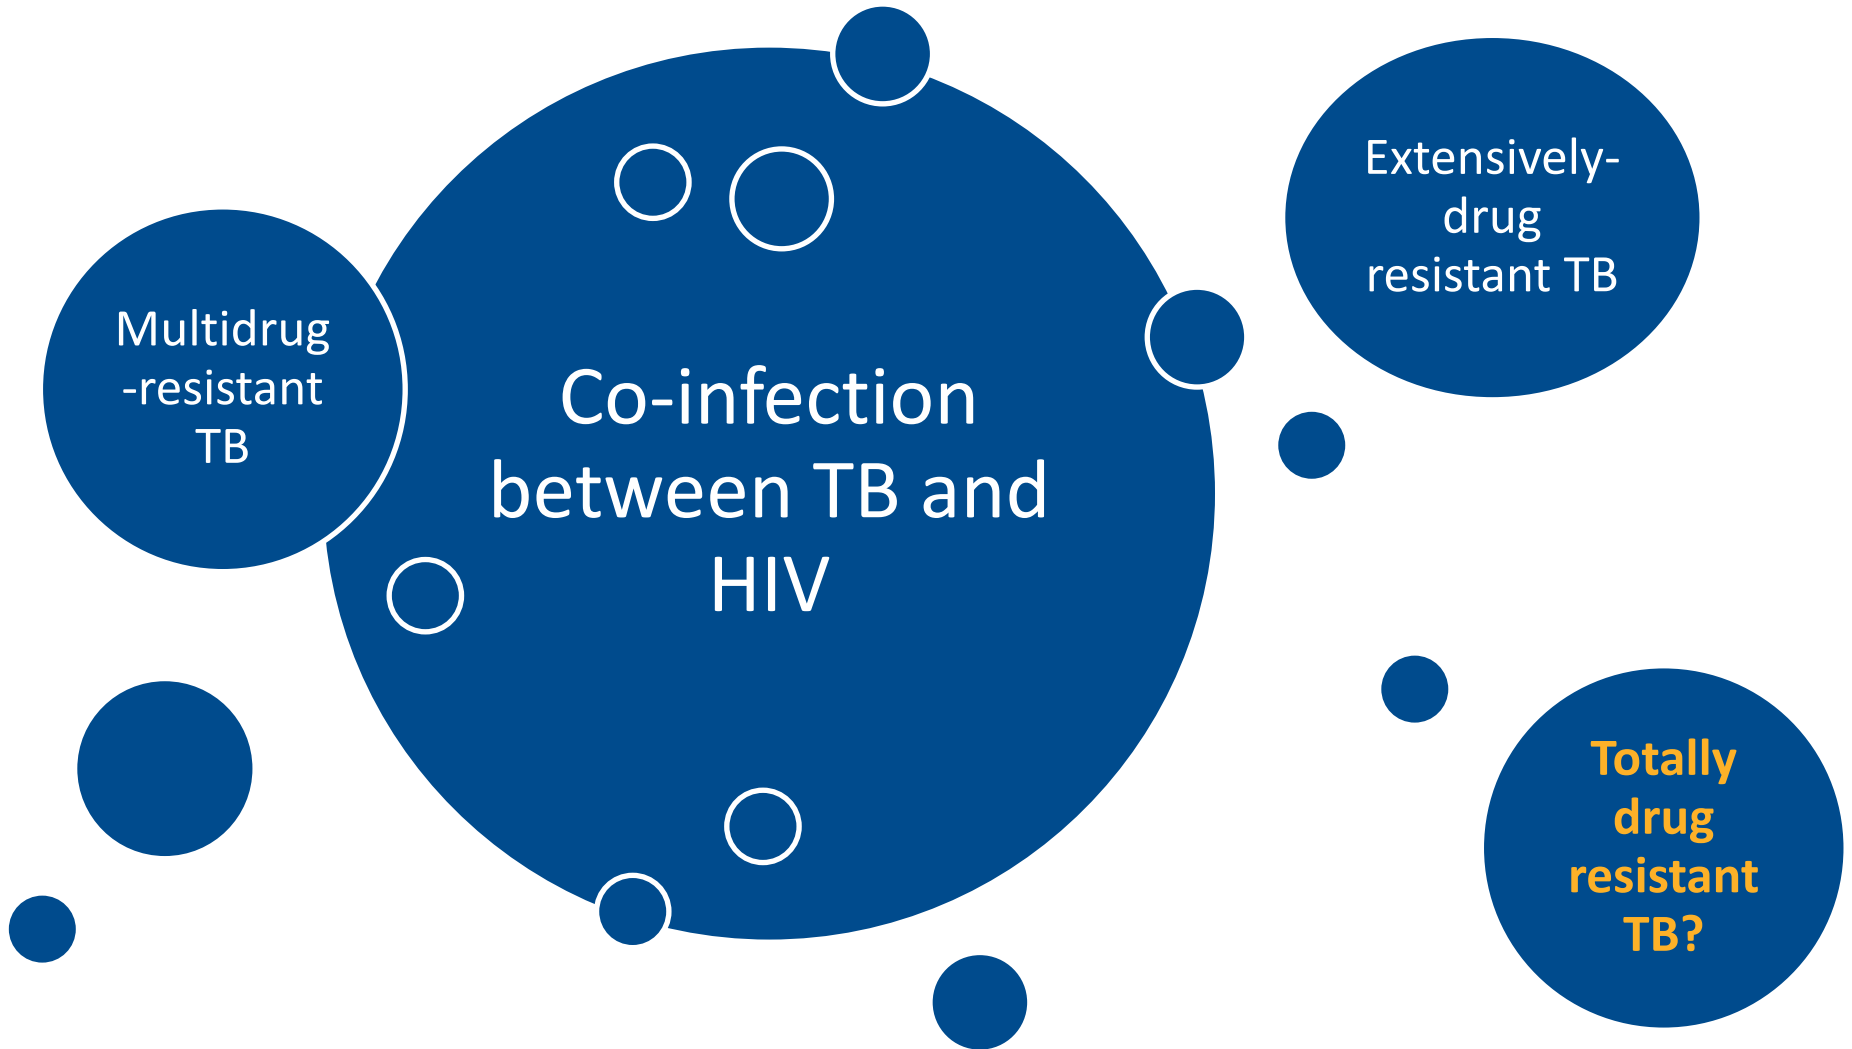 Multidrug
-resistant
TB
Co-infection
between TB and
HIV
Extensively-
drug
resistant TB
Totally
drug
resistant
TB?